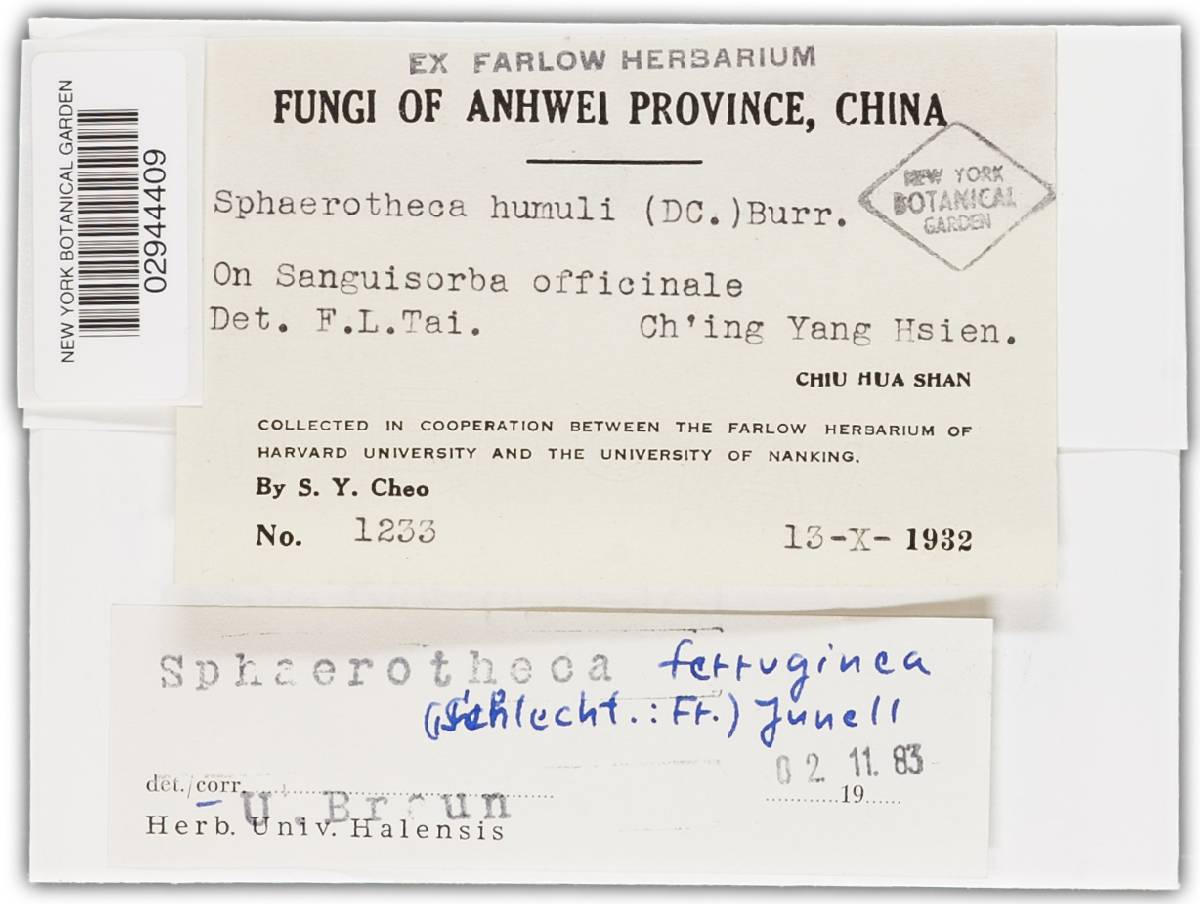 NEW YORK BOTANICAL GARDEN
02944409
EX FARLOW HERBARIUM
FUNGI OF ANHWEI PROVINCE, CHINA
NEW YORK
BOTANICAL
GARDEN
Sphaerotheca humuli (DC.)Burr.
On Sanguisorba officinale
Det. F.L.Tai. Ch'ing Yang Hsien.
CHIU HUA SHAN
COLLECTED IN COOPERATION BETWEEN THE FARLOW HERBARIUM OF
HARVARD UNIVERSITY AND THE UNIVERSITY OF NANKING.
By S. Y. Cheo
No. 1233 13-X- 1932
Sphaerotheca ferruginea
(Schlecht.: Fr.) Junell
02. 11. 83
det./corr. U. Braun 19
Herb. Univ. Halensis